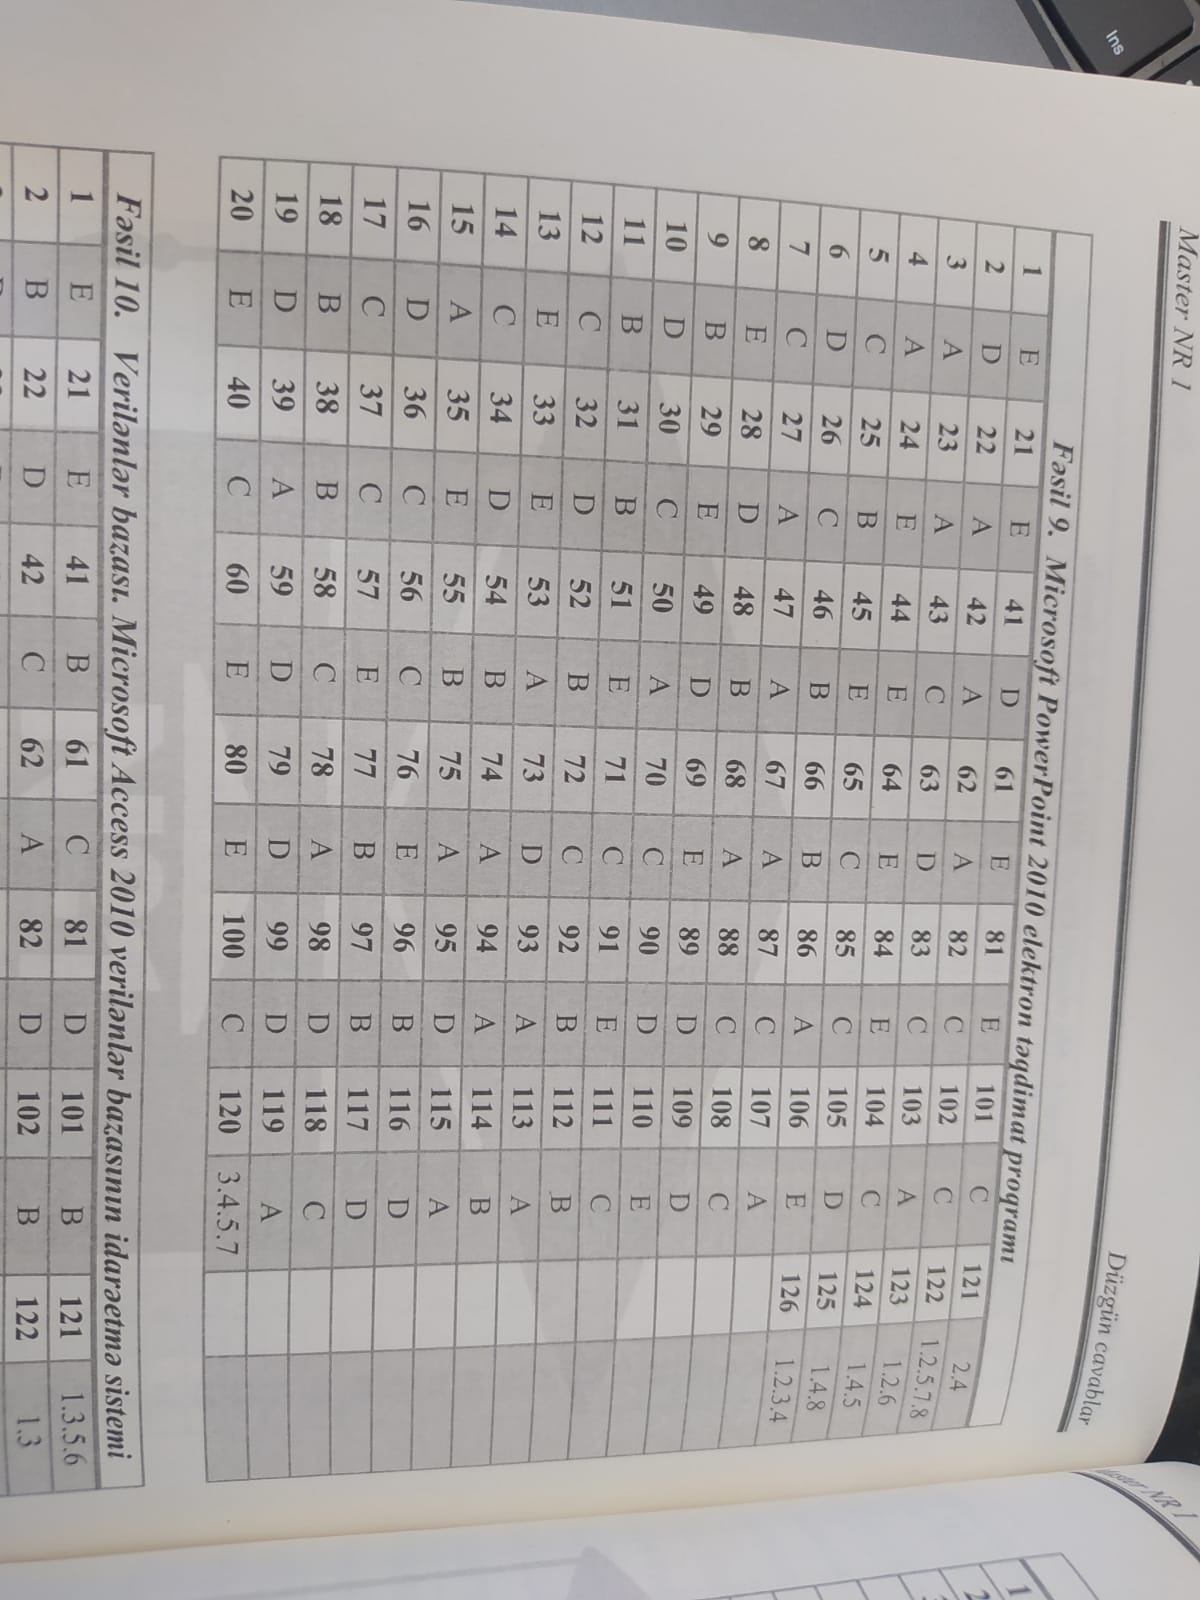 Master NR 1 Düzgün cavablar
Fəsil 9. Microsoft PowerPoint 2010 elektron təqdimat proqramı
1 E 21 E 41 D 61 E 81 E 101 C 121 2.4
2 D 22 A 42 A 62 A 82 C 102 C 122 1.2.5.7.8
3 A 23 A 43 C 63 D 83 C 103 A 123 1.2.6
4 A 24 E 44 E 64 E 84 E 104 C 124 1.4.5
5 C 25 B 45 E 65 C 85 C 105 D 125 1.4.8
6 D 26 C 46 B 66 B 86 A 106 E 126 1.2.3.4
7 C 27 A 47 A 67 A 87 C 107 A
8 E 28 D 48 B 68 A 88 C 108 C
9 B 29 E 49 D 69 E 89 D 109 D
10 D 30 C 50 A 70 C 90 D 110 E
11 B 31 B 51 E 71 C 91 E 111 C
12 C 32 D 52 B 72 C 92 B 112 B
13 E 33 E 53 A 73 D 93 A 113 A
14 C 34 D 54 B 74 A 94 A 114 B
15 A 35 E 55 B 75 A 95 D 115 A
16 D 36 C 56 C 76 E 96 B 116 D
17 C 37 C 57 E 77 B 97 B 117 D
18 B 38 B 58 C 78 A 98 D 118 C
19 D 39 A 59 D 79 D 99 D 119 A
20 E 40 C 60 E 80 E 100 C 120 3.4.5.7
Fəsil 10. Verilənlər bazası. Microsoft Access 2010 verilənlər bazasının idarəetmə sistemi
1 E 21 E 41 B 61 C 81 D 101 B 121 1.3.5.6
2 B 22 D 42 C 62 A 82 D 102 B 122 1.3
NR 1
1
2
Ins